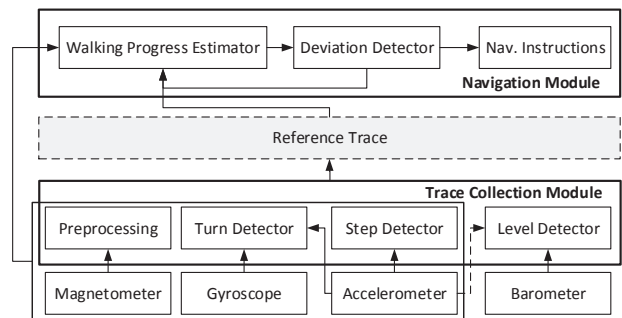 Walking Progress Estimator Deviation Detector Nav. Instructions
Navigation Module
Reference Trace
Trace Collection Module
Preprocessing Turn Detector Step Detector Level Detector
Magnetometer Gyroscope Accelerometer Barometer